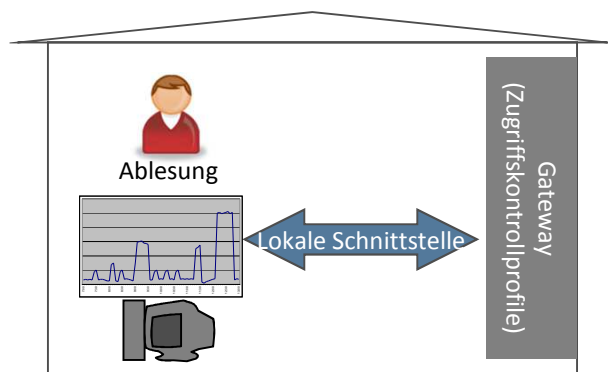 Ablesung
Lokale Schnittstelle
Gateway
(Zugriffskontrollprofile)